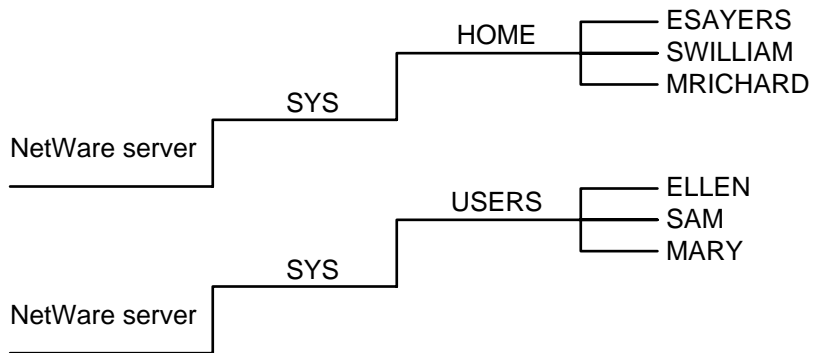 ESAYERS
HOME
SWILLIAM
MRICHARD
SYS
NetWare server
ELLEN
USERS
SAM
MARY
SYS
NetWare server